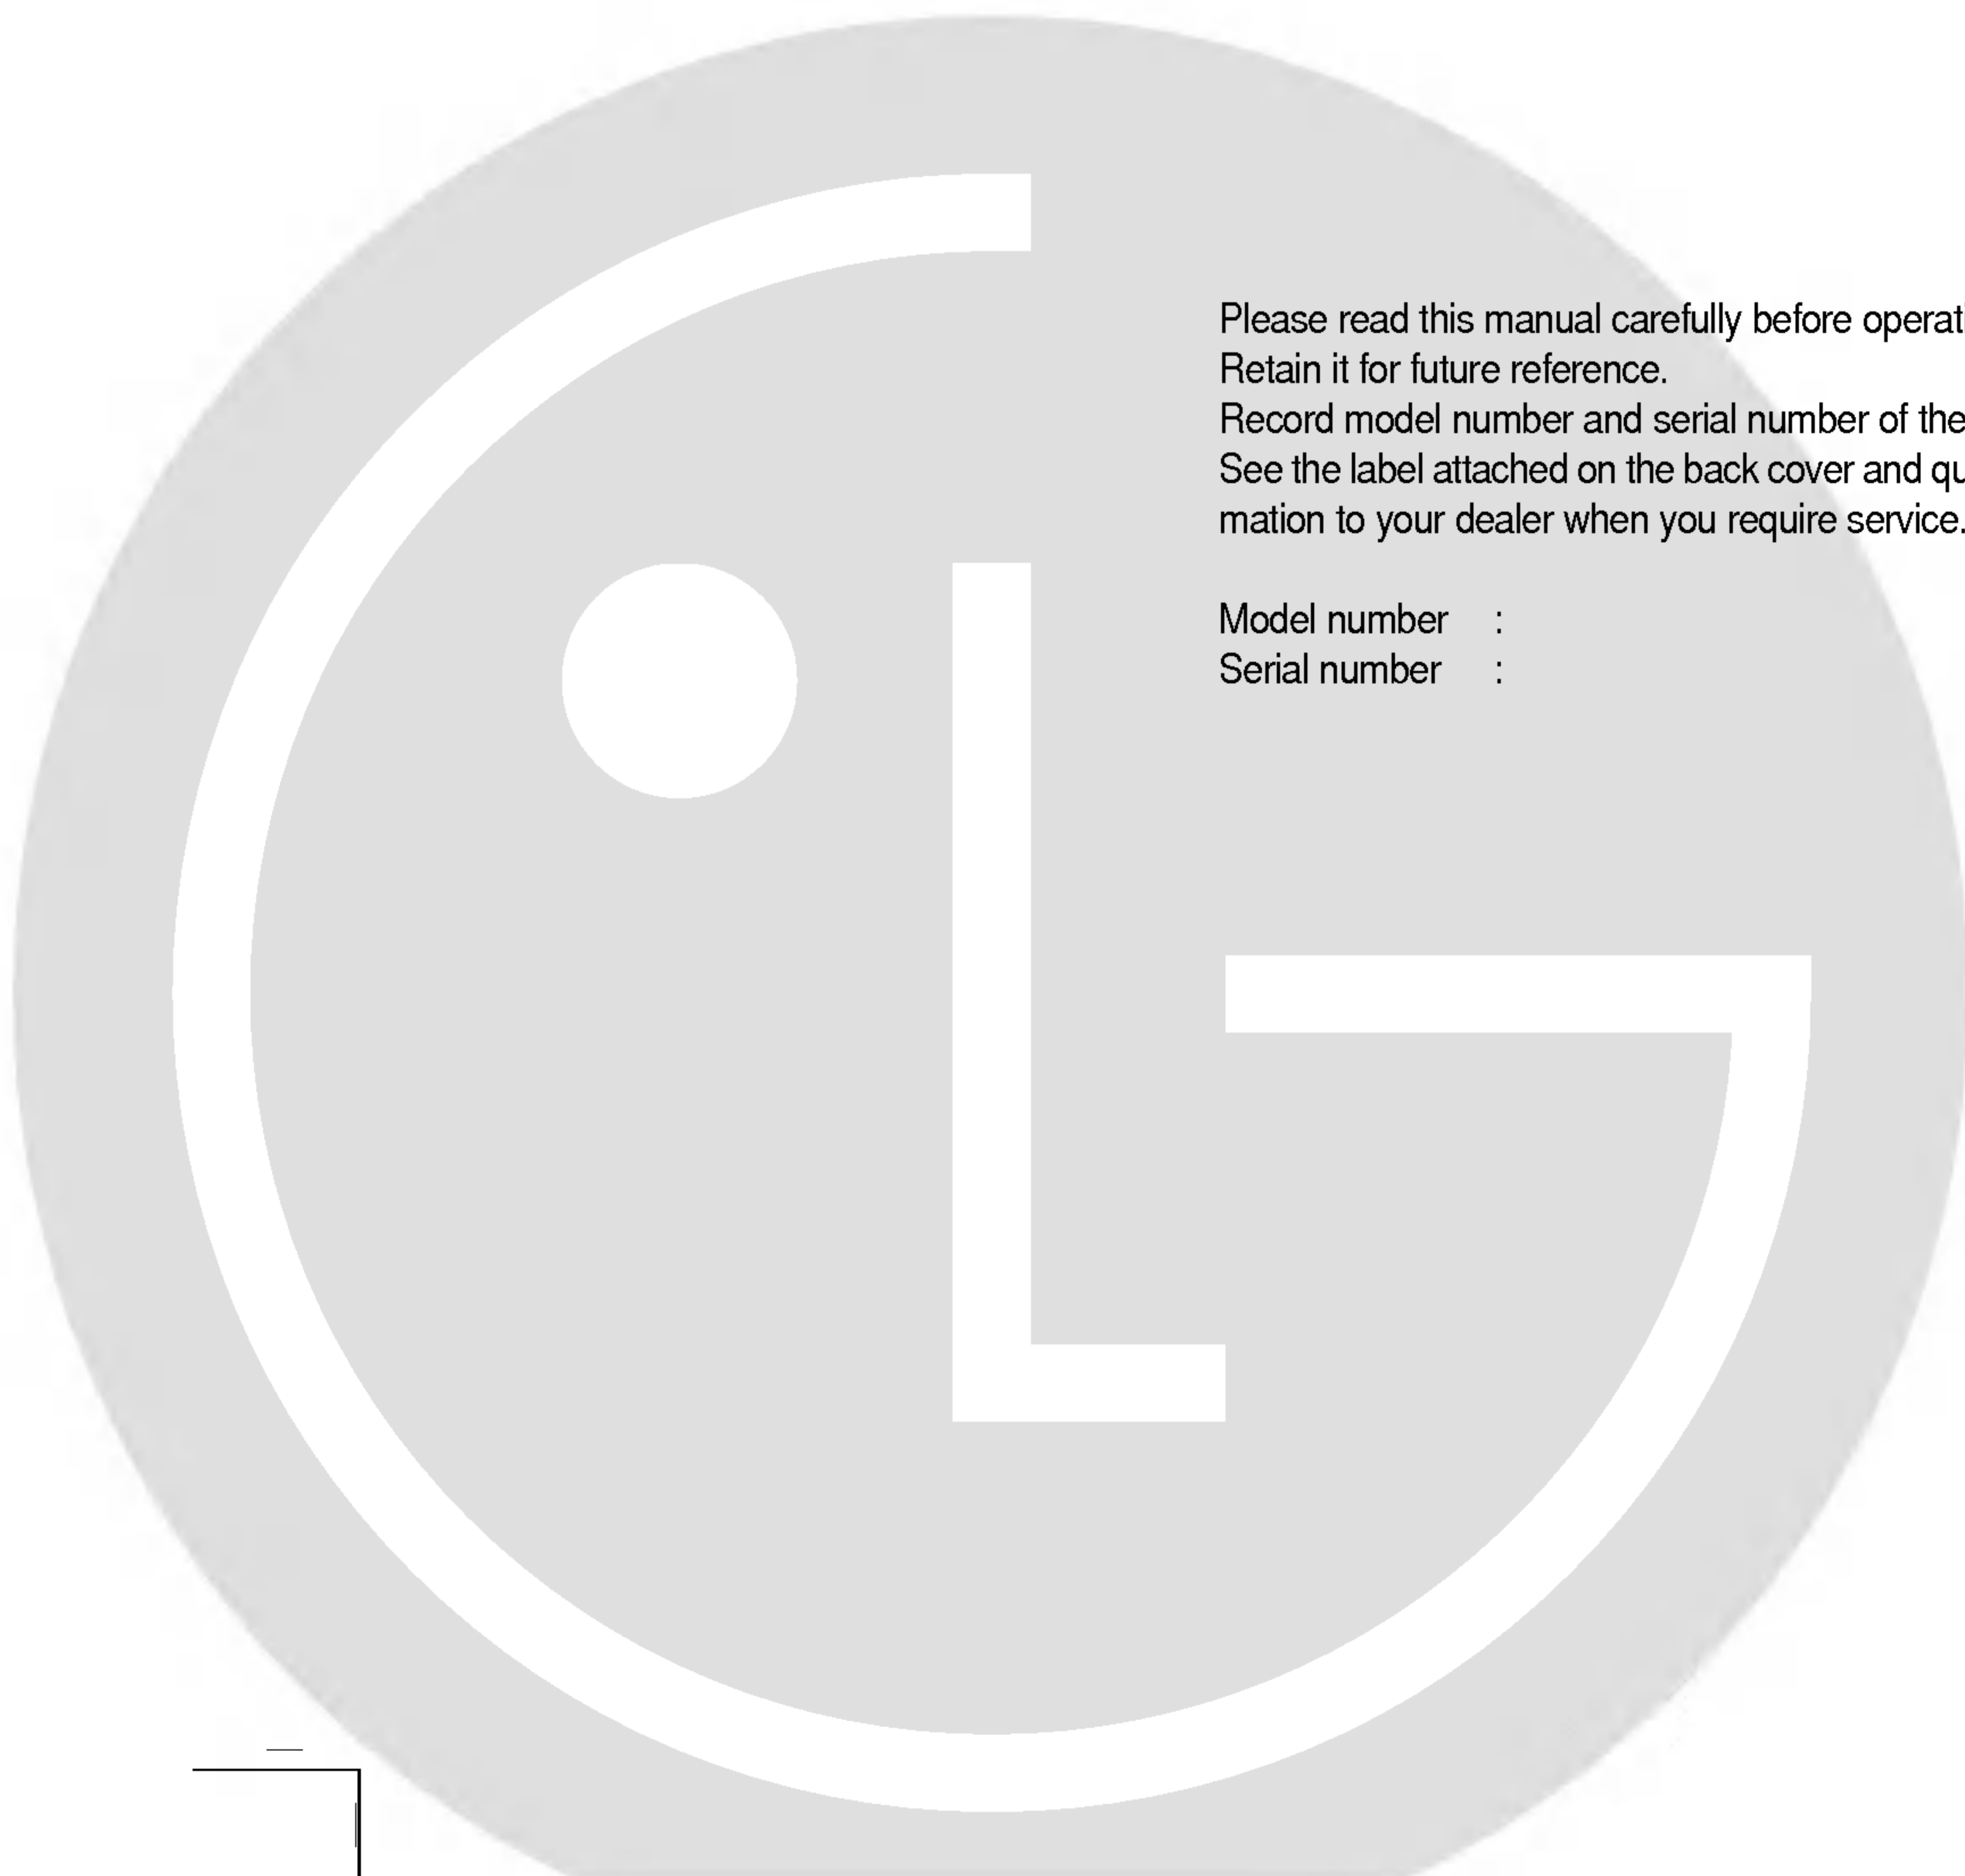 Please read this manual carefully before operati
Retain it for future reference.
Record model number and serial number of the
See the label attached on the back cover and qu
mation to your dealer when you require service.
Model number :
Serial number :